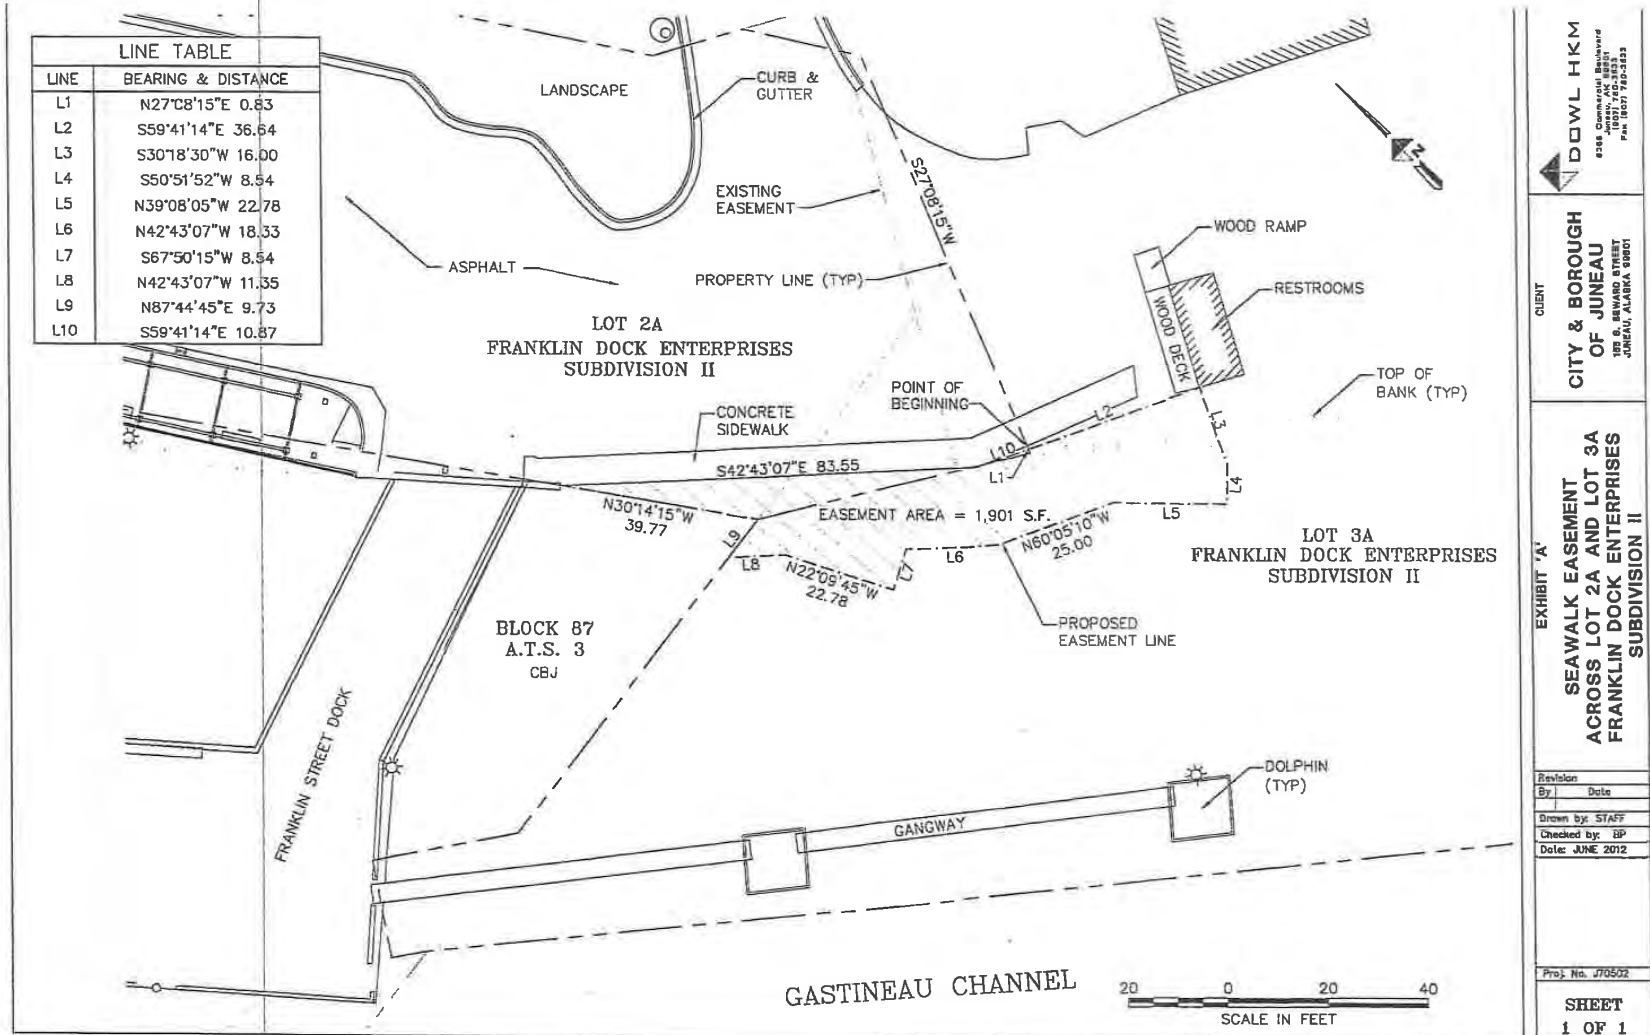 LINE TABLE
LINE BEARING & DISTANCE
L1 N27°08'15"E 0.83
L2 S59°41'14"E 36.64
L3 S30°18'30"W 16.00
L4 S50°51'52"W 8.54
L5 N39°08'05"W 22.78
L6 N42°43'07"W 18.33
L7 S67°50'15"W 8.54
L8 N42°43'07"W 11.35
L9 N87°44'45"E 9.73
L10 S59°41'14"E 10.87
LANDSCAPE
CURB &
GUTTER
EXISTING
EASEMENT
S27°08'15"W
N
ASPHALT
PROPERTY LINE (TYP)
WOOD RAMP
RESTROOMS
WOOD DECK
LOT 2A
FRANKLIN DOCK ENTERPRISES
SUBDIVISION II
TOP OF
BANK (TYP)
POINT OF
BEGINNING
CONCRETE
SIDEWALK
L2
L3
L10
L1
S42°43'07"E 83.55
L4
N30°14'15"W
39.77
EASEMENT AREA = 1,901 S.F.
L5
L9
N60°05'10"W
25.00
L6
L7
L8
N22°09'45"W
22.78
LOT 3A
FRANKLIN DOCK ENTERPRISES
SUBDIVISION II
PROPOSED
EASEMENT LINE
BLOCK 87
A.T.S. 3
CBJ
FRANKLIN STREET DOCK
DOLPHIN
(TYP)
GANGWAY
GASTINEAU CHANNEL
20 0 20 40
SCALE IN FEET
DOWL HKM
Juneau, AK 99801
CLIENT
CITY & BOROUGH
OF JUNEAU
155 S. SEWARD STREET
JUNEAU, ALASKA 99801
EXHIBIT 'A'
SEAWALK EASEMENT
ACROSS LOT 2A AND LOT 3A
FRANKLIN DOCK ENTERPRISES
SUBDIVISION II
Revision
By Date
Drawn by: STAFF
Checked by: BP
Date: JUNE 2012
Proj. No. J70502
SHEET
1 OF 1